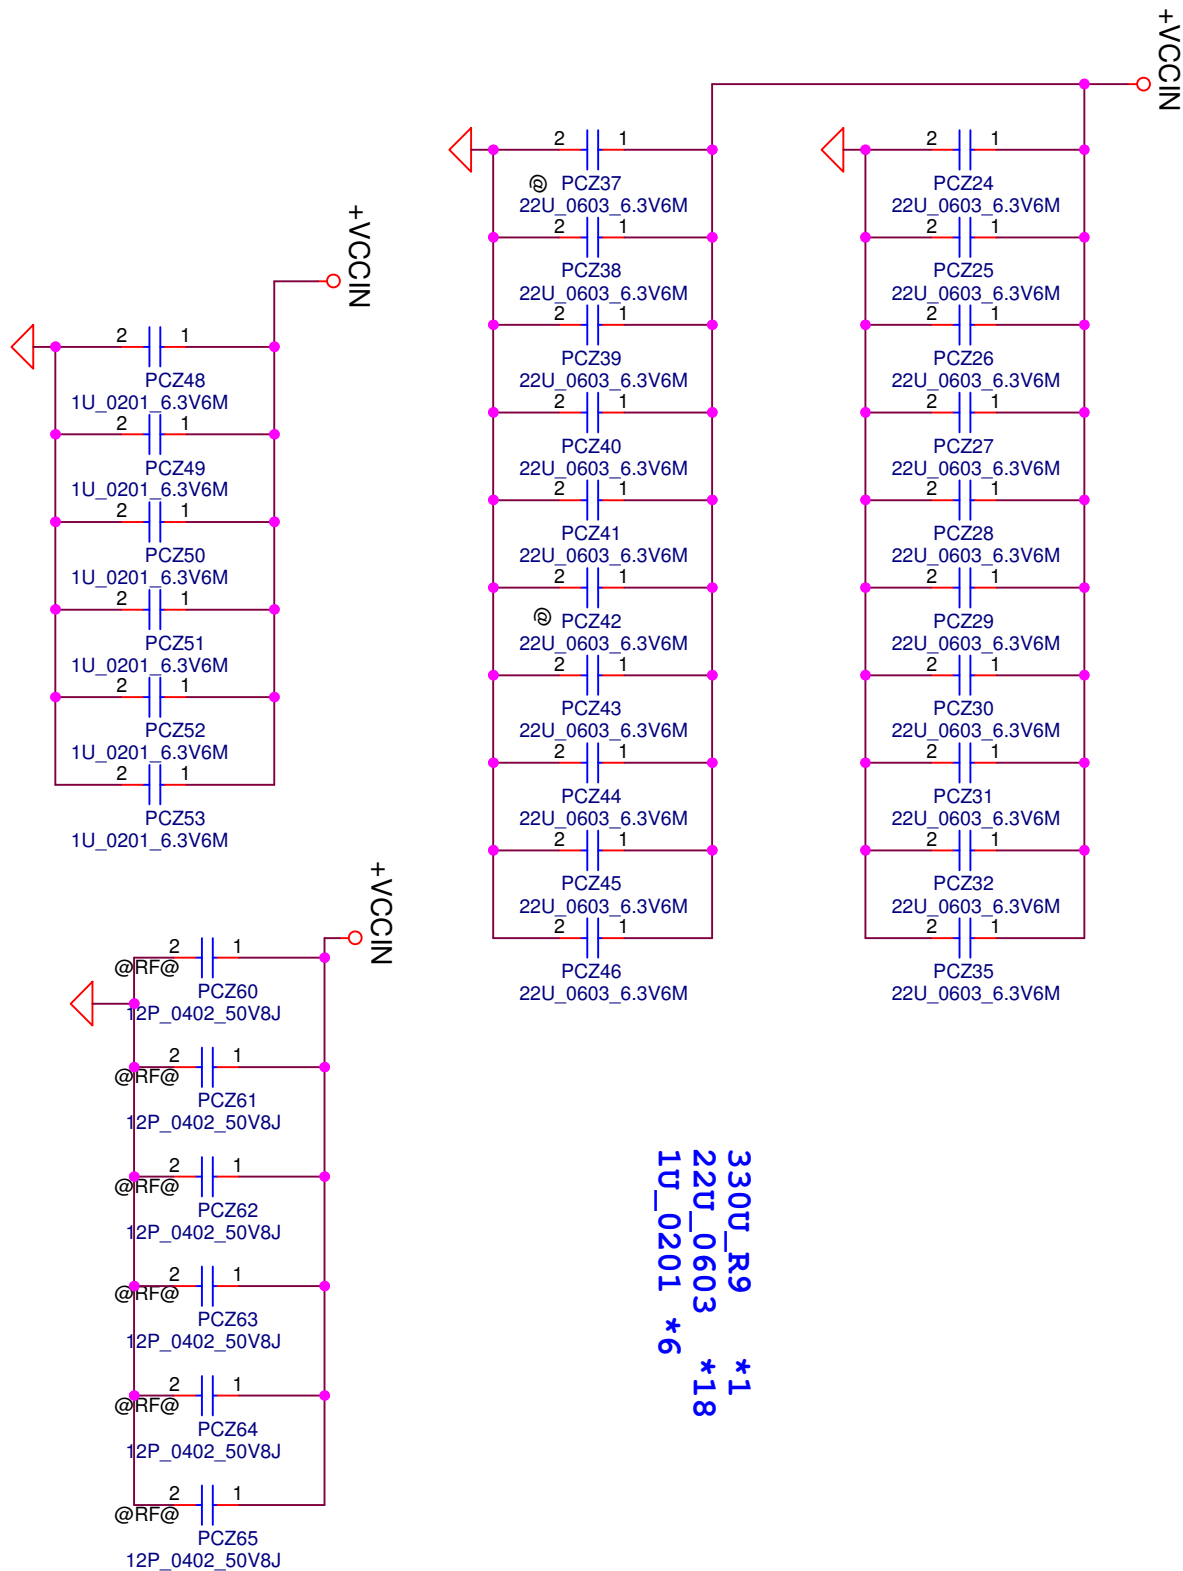 +VCCIN
2 1
PCZ24
22U_0603_6.3V6M
2 1
PCZ25
22U_0603_6.3V6M
2 1
PCZ26
22U_0603_6.3V6M
2 1
PCZ27
22U_0603_6.3V6M
2 1
PCZ28
22U_0603_6.3V6M
2 1
PCZ29
22U_0603_6.3V6M
2 1
PCZ30
22U_0603_6.3V6M
2 1
PCZ31
22U_0603_6.3V6M
2 1
PCZ32
22U_0603_6.3V6M
2 1
PCZ35
22U_0603_6.3V6M
2 1
@ PCZ37
22U_0603_6.3V6M
2 1
PCZ38
22U_0603_6.3V6M
2 1
PCZ39
22U_0603_6.3V6M
2 1
PCZ40
22U_0603_6.3V6M
2 1
PCZ41
22U_0603_6.3V6M
2 1
@ PCZ42
22U_0603_6.3V6M
2 1
PCZ43
22U_0603_6.3V6M
2 1
PCZ44
22U_0603_6.3V6M
2 1
PCZ45
22U_0603_6.3V6M
2 1
PCZ46
22U_0603_6.3V6M
+VCCIN
2 1
PCZ48
1U_0201_6.3V6M
2 1
PCZ49
1U_0201_6.3V6M
2 1
PCZ50
1U_0201_6.3V6M
2 1
PCZ51
1U_0201_6.3V6M
2 1
PCZ52
1U_0201_6.3V6M
2 1
PCZ53
1U_0201_6.3V6M
+VCCIN
2 1
@RF@
PCZ60
12P_0402_50V8J
2 1
@RF@
PCZ61
12P_0402_50V8J
2 1
@RF@
PCZ62
12P_0402_50V8J
2 1
@RF@
PCZ63
12P_0402_50V8J
2 1
@RF@
PCZ64
12P_0402_50V8J
2 1
@RF@
PCZ65
12P_0402_50V8J
330U_R9 *1
22U_0603 *18
1U_0201 *6